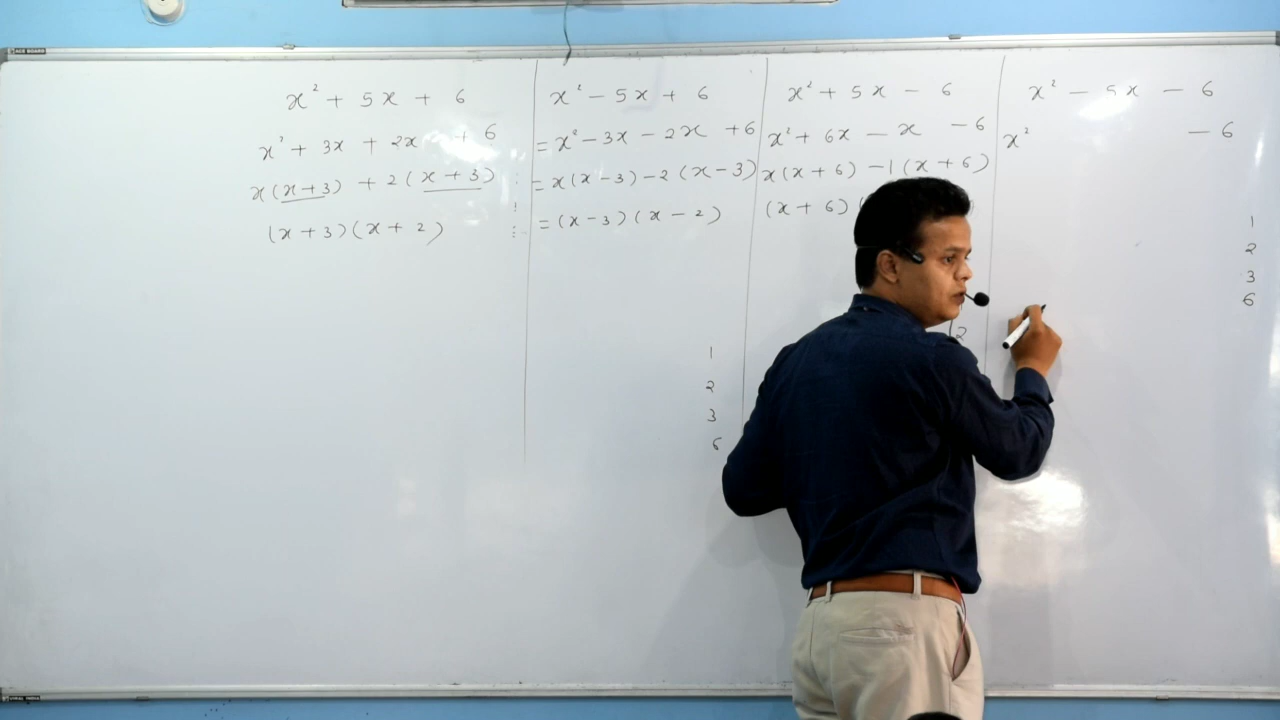 x² + 5x + 6
x² + 3x + 2x + 6
x(x+3) + 2(x+3)
(x+3)(x+2)
x² - 5x + 6
= x² - 3x - 2x + 6
= x(x-3) - 2(x-3)
= (x-3)(x-2)
1
2
3
6
x² + 5x - 6
x² + 6x - x - 6
x(x+6) - 1(x+6)
(x+6)(
2
x² - 5x - 6
x² - 6
1
2
3
6